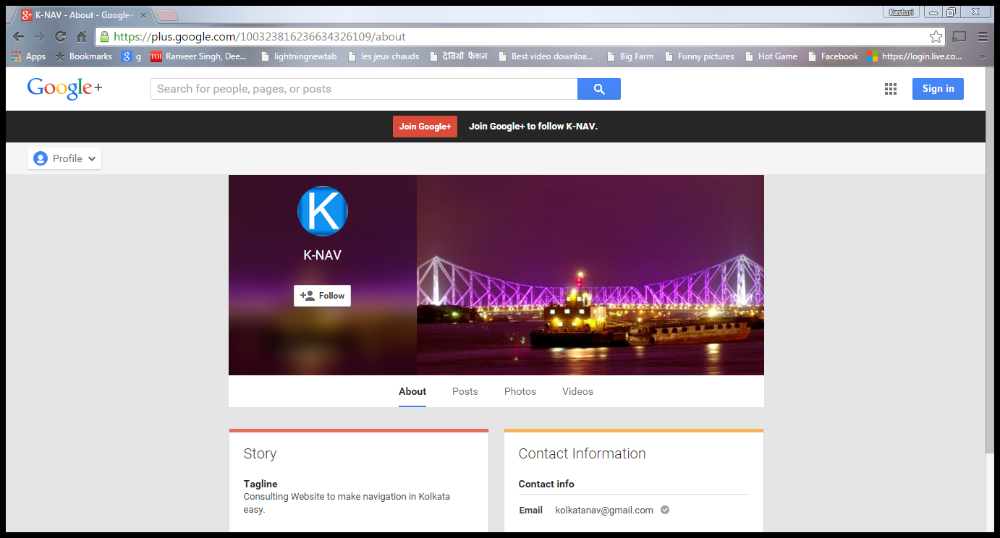 K-NAV - About - Google+
Kasturi
https://plus.google.com/100323816236634326109/about
Apps Bookmarks g g TOI Ranveer Singh, Dee... lightningnewtab les jeux chauds देवियों फैशन Best video downloa... Big Farm Funny pictures Hot Game Facebook https://login.live.co... »
Google+ Search for people, pages, or posts Sign in
Join Google+ Join Google+ to follow K-NAV.
Profile
K
K-NAV
Follow
About Posts Photos Videos
Story
Tagline
Consulting Website to make navigation in Kolkata
easy.
Contact Information
Contact info
Email kolkatanav@gmail.com